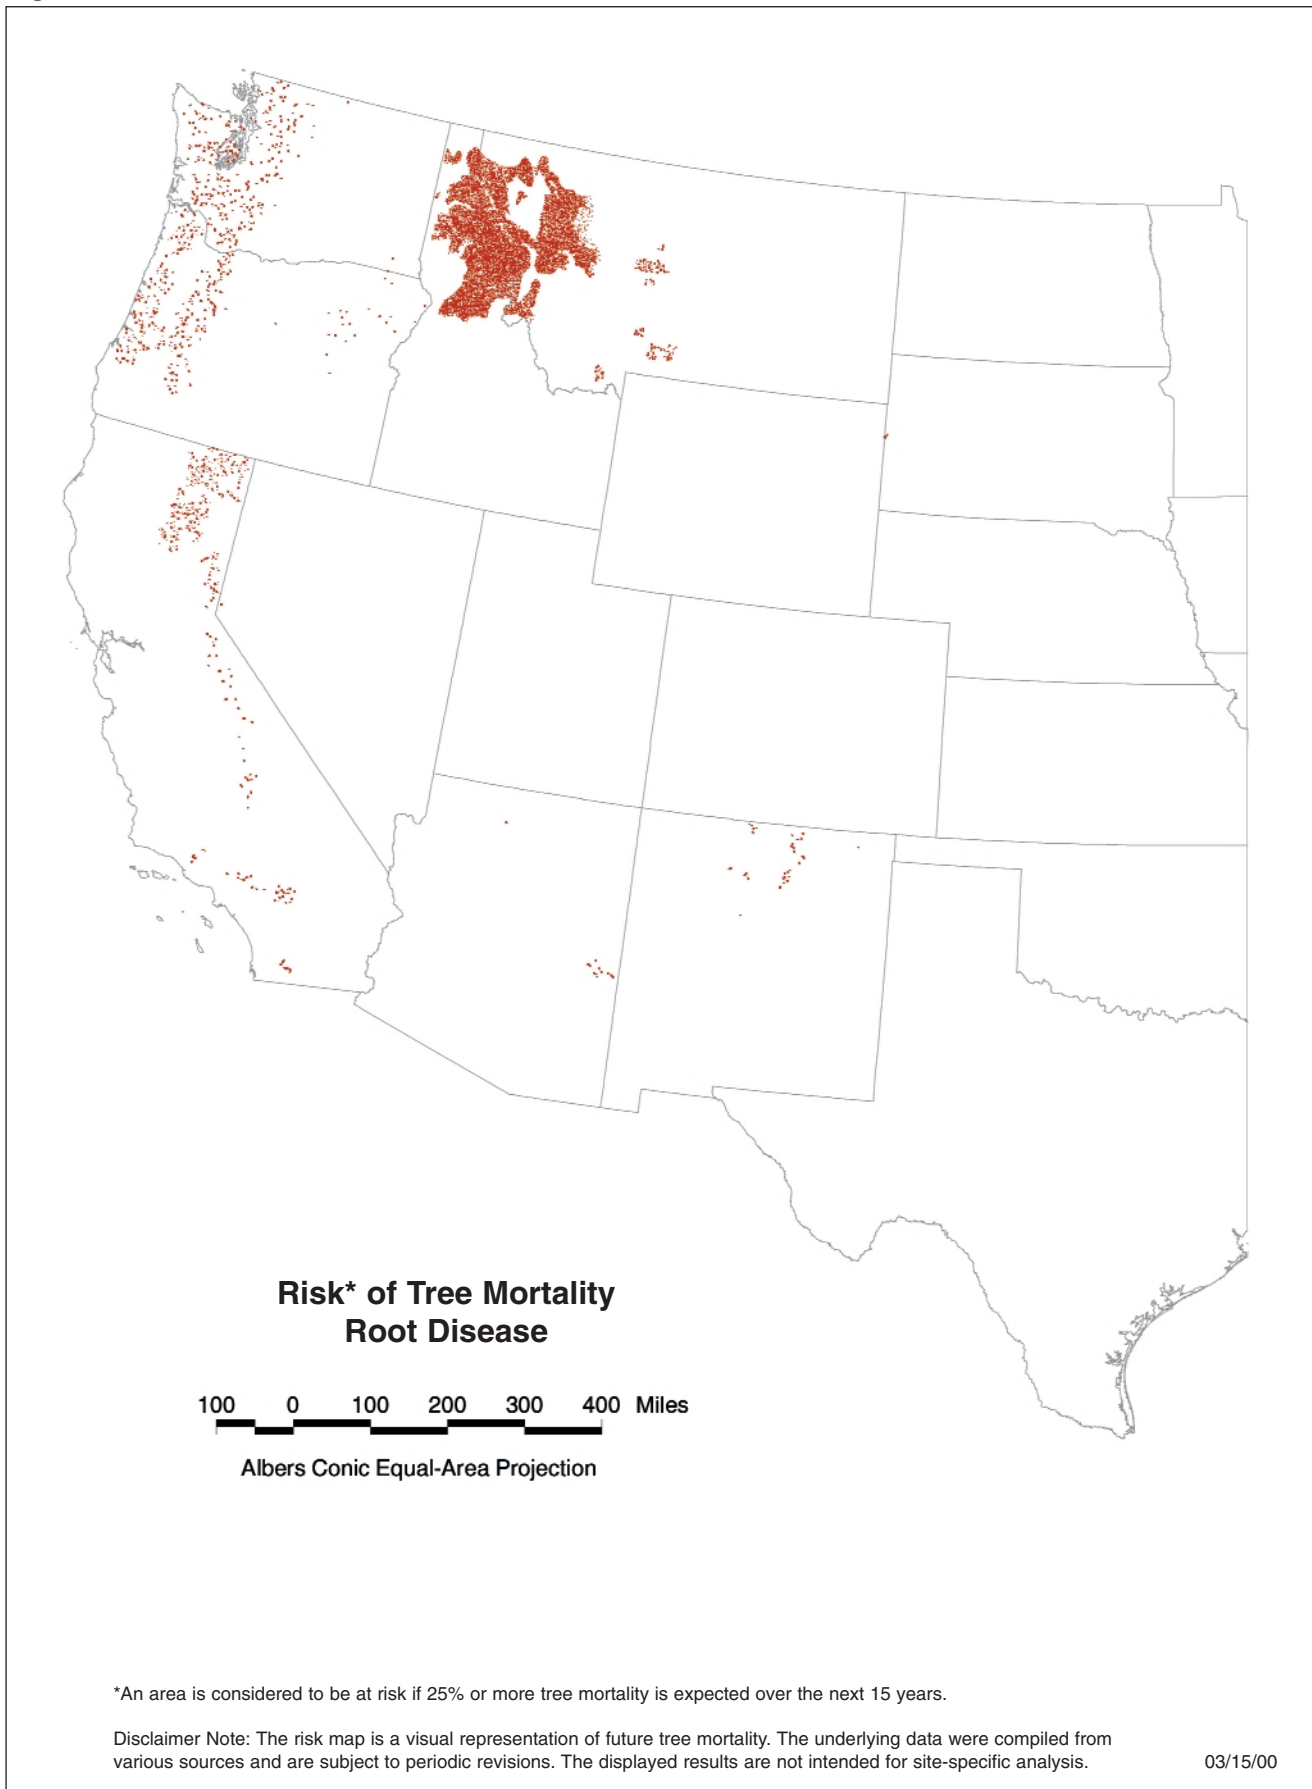 Risk* of Tree Mortality
Root Disease
100 0 100 200 300 400 Miles
Albers Conic Equal-Area Projection
*An area is considered to be at risk if 25% or more tree mortality is expected over the next 15 years.
Disclaimer Note: The risk map is a visual representation of future tree mortality. The underlying data were compiled from
various sources and are subject to periodic revisions. The displayed results are not intended for site-specific analysis.
03/15/00